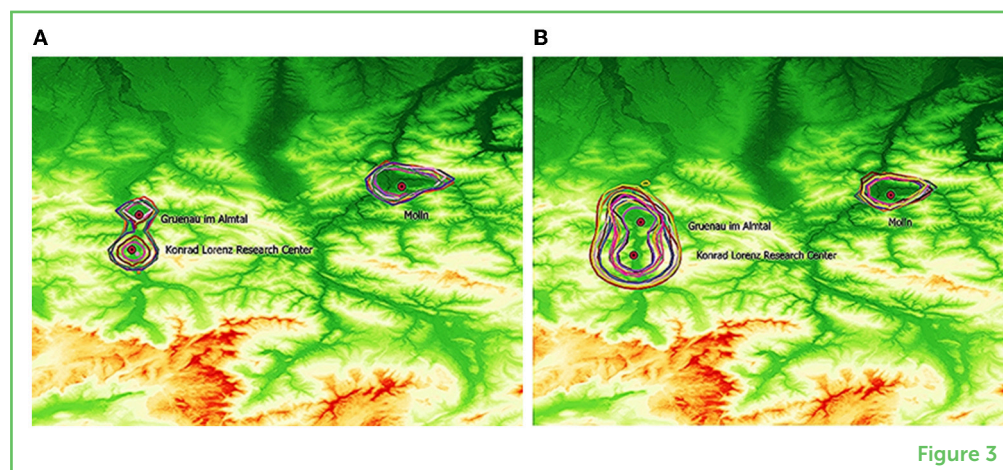 A
B
Gruenau im Almtal
Konrad Lorenz Research Center
Molln
Gruenau im Almtal
Konrad Lorenz Research Center
Molln
Figure 3